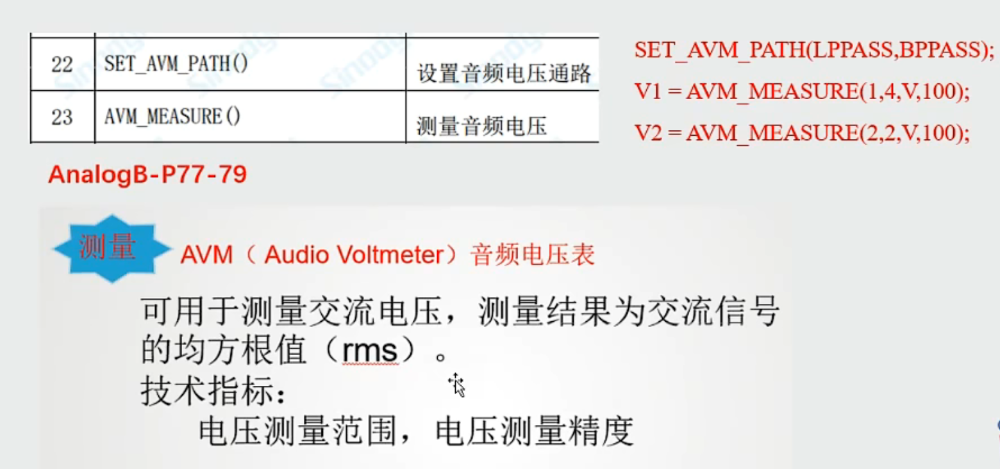 22 SET_AVM_PATH() 设置音频电压通路
23 AVM_MEASURE() 测量音频电压
SET_AVM_PATH(LPPASS,BPPASS);
V1 = AVM_MEASURE(1,4,V,100);
V2 = AVM_MEASURE(2,2,V,100);
AnalogB-P77-79
测量
AVM（ Audio Voltmeter）音频电压表
可用于测量交流电压，测量结果为交流信号
的均方根值（rms）。
技术指标：
电压测量范围，电压测量精度